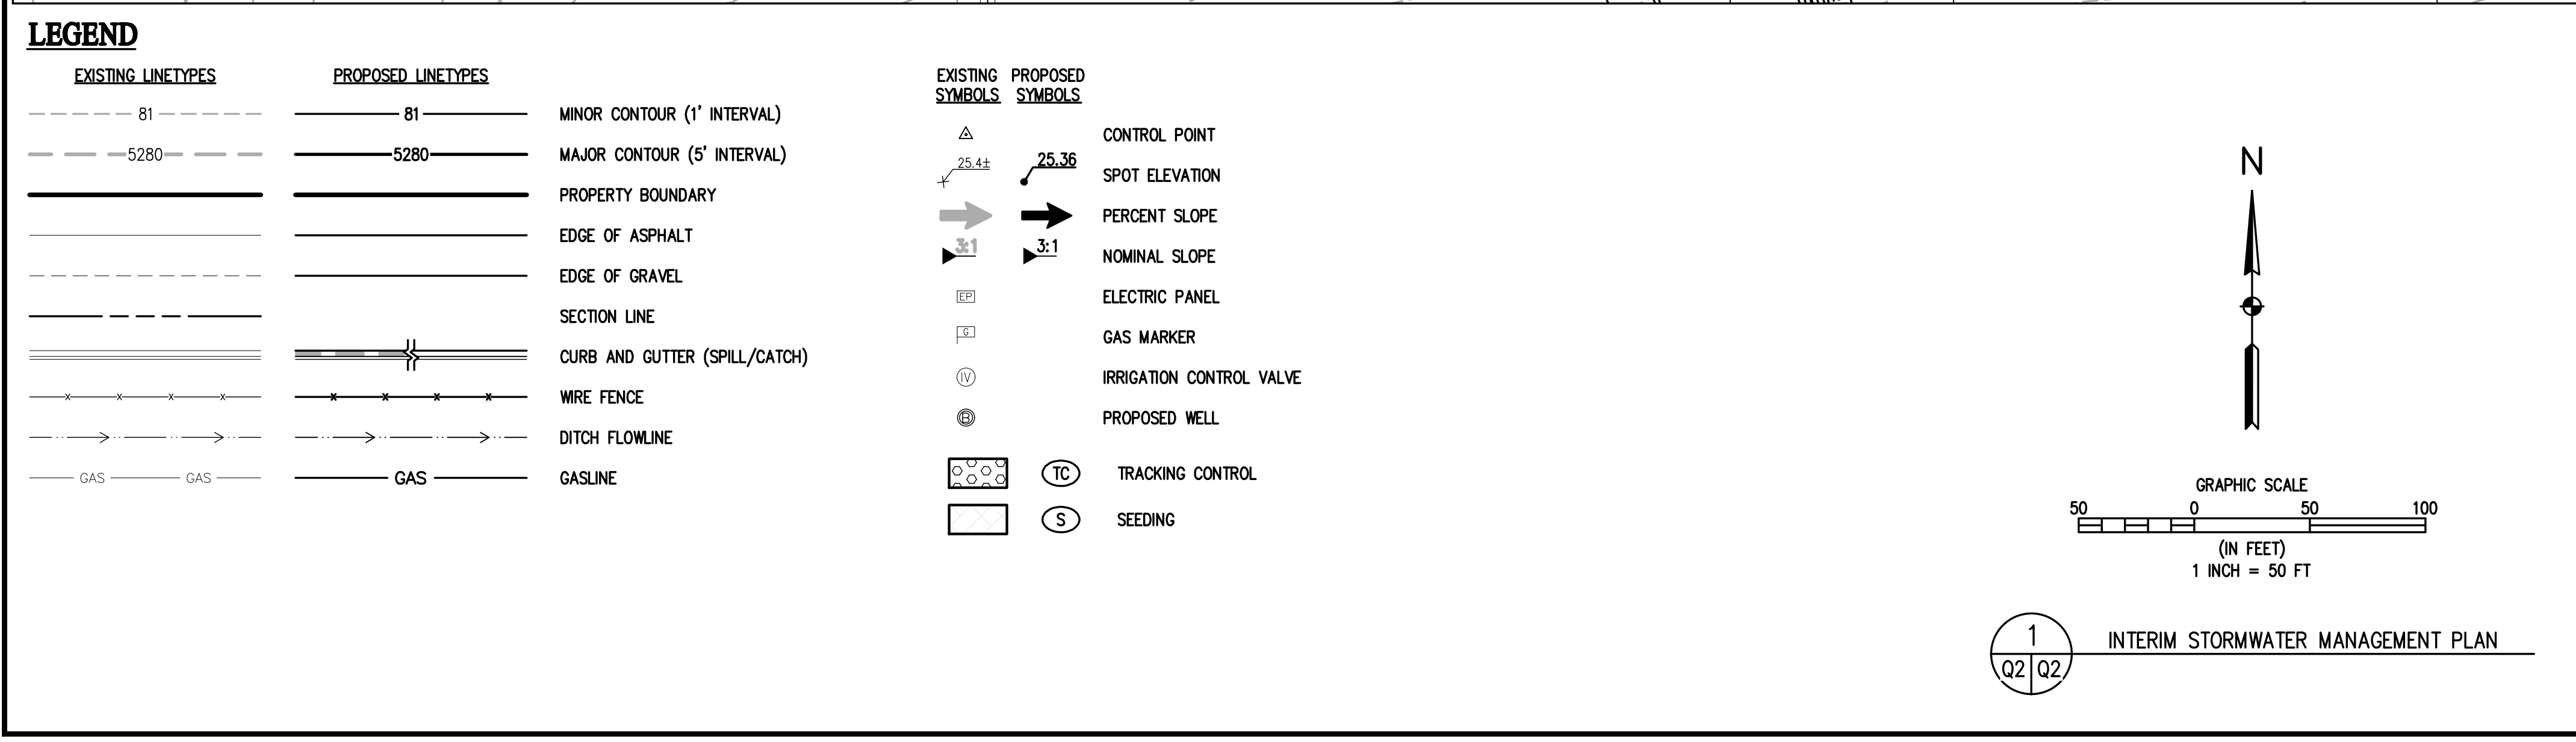 LEGEND
EXISTING LINETYPES PROPOSED LINETYPES
81 81 MINOR CONTOUR (1' INTERVAL)
5280 5280 MAJOR CONTOUR (5' INTERVAL)
PROPERTY BOUNDARY
EDGE OF ASPHALT
EDGE OF GRAVEL
SECTION LINE
CURB AND GUTTER (SPILL/CATCH)
x x x x x x x x WIRE FENCE
DITCH FLOWLINE
GAS GAS GAS GASLINE
EXISTING PROPOSED
SYMBOLS SYMBOLS
CONTROL POINT
25.4± 25.36 SPOT ELEVATION
PERCENT SLOPE
3:1 3:1 NOMINAL SLOPE
EP ELECTRIC PANEL
G GAS MARKER
IV IRRIGATION CONTROL VALVE
B PROPOSED WELL
TC TRACKING CONTROL
S SEEDING
N
GRAPHIC SCALE
50 0 50 100
(IN FEET)
1 INCH = 50 FT
1 INTERIM STORMWATER MANAGEMENT PLAN
Q2 Q2